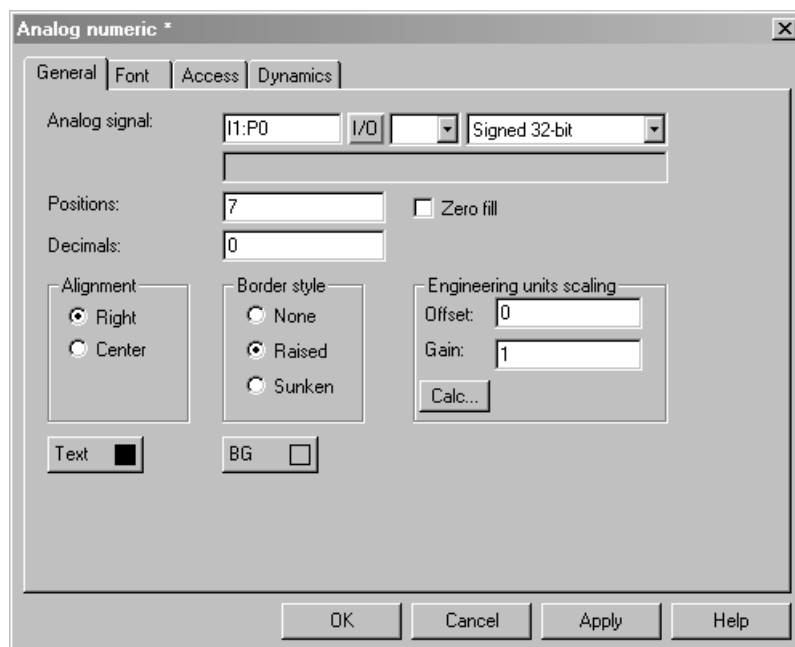 Analog numeric *
General Font Access Dynamics
Analog signal: I1:P0 I/O Signed 32-bit
Positions: 7 Zero fill
Decimals: 0
Alignment Border style Engineering units scaling
Right None Offset: 0
Center Raised Gain: 1
Sunken Calc...
Text BG
OK Cancel Apply Help